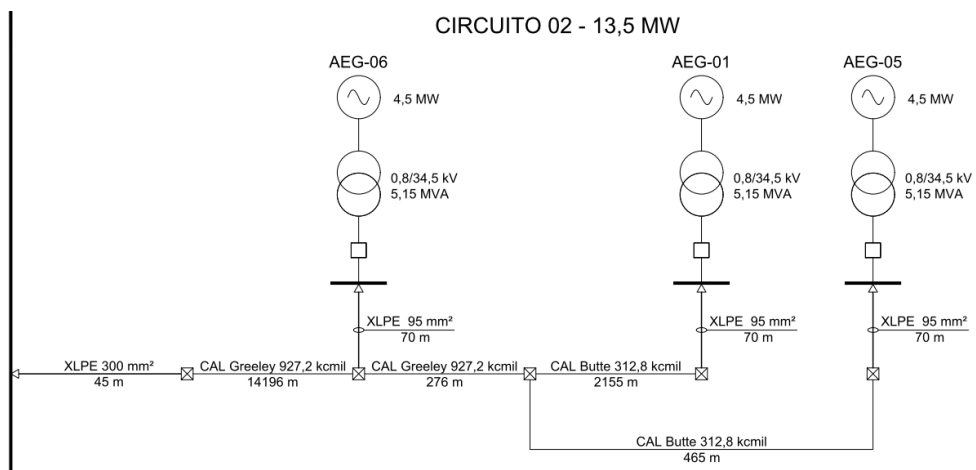 CIRCUITO 02 - 13,5 MW
AEG-06
AEG-01
AEG-05
4,5 MW
4,5 MW
4,5 MW
0,8/34,5 kV
5,15 MVA
0,8/34,5 kV
5,15 MVA
0,8/34,5 kV
5,15 MVA
XLPE 95 mm²
70 m
XLPE 95 mm²
70 m
XLPE 95 mm²
70 m
XLPE 300 mm²
45 m
CAL Greeley 927,2 kcmil
14196 m
CAL Greeley 927,2 kcmil
276 m
CAL Butte 312,8 kcmil
2155 m
CAL Butte 312,8 kcmil
465 m